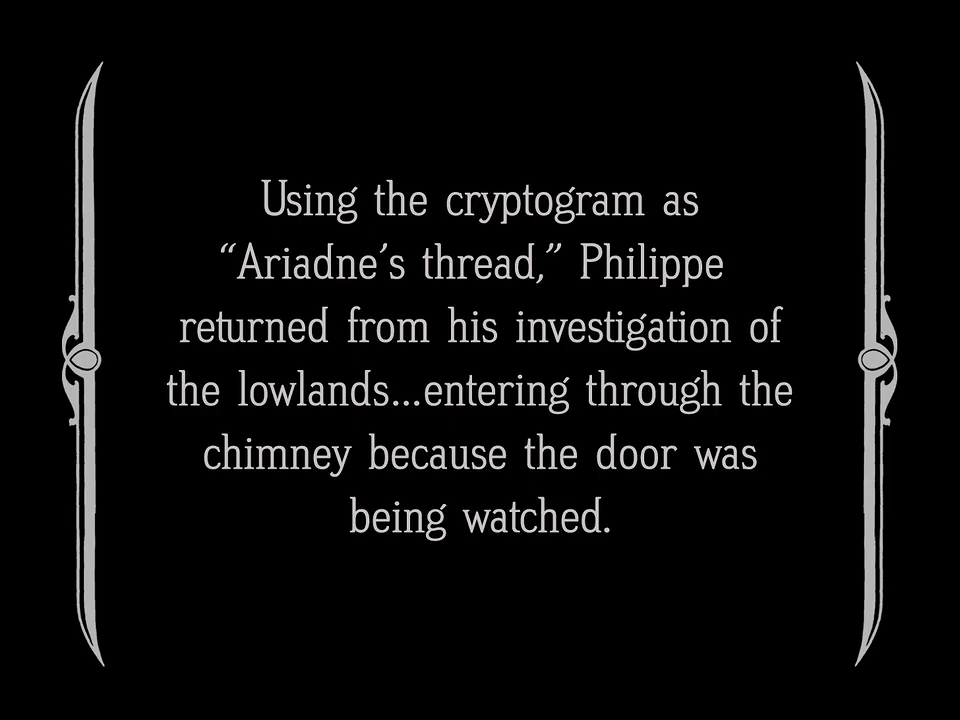 Using the cryptogram as
“Ariadne’s thread,” Philippe
returned from his investigation of
the lowlands...entering through the
chimney because the door was
being watched.